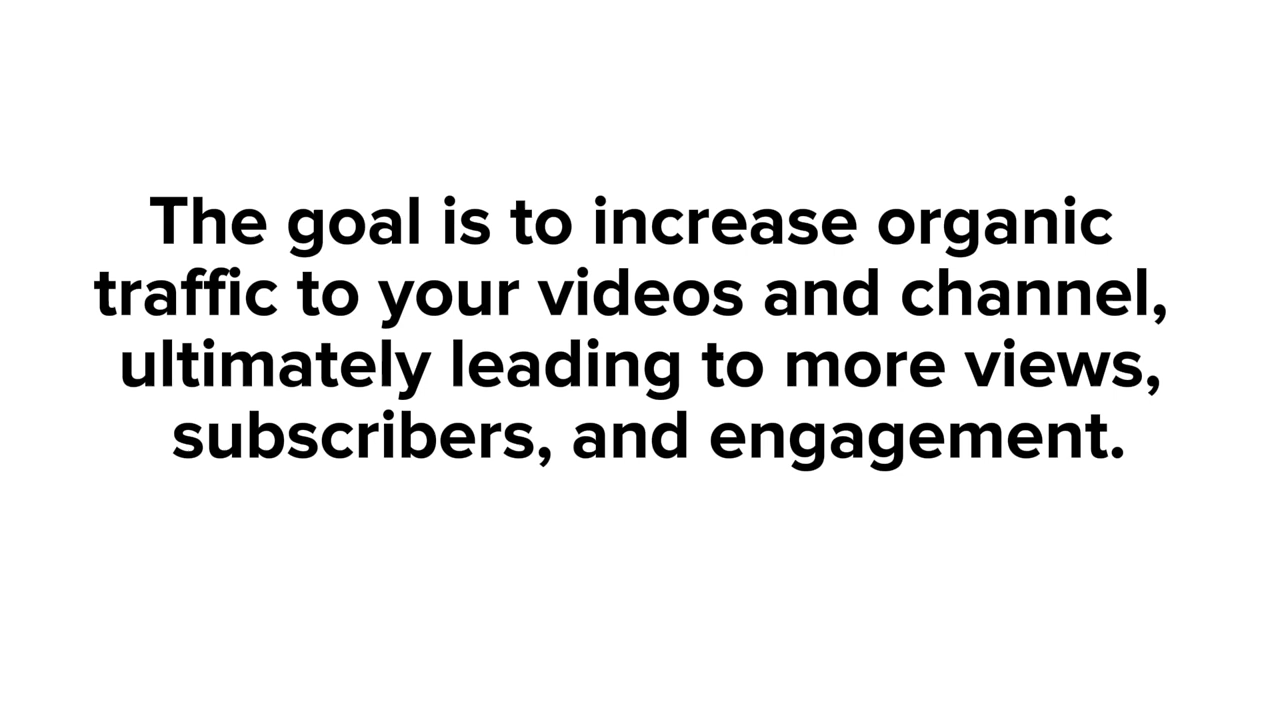 The goal is to increase organic
traffic to your videos and channel,
ultimately leading to more views,
subscribers, and engagement.